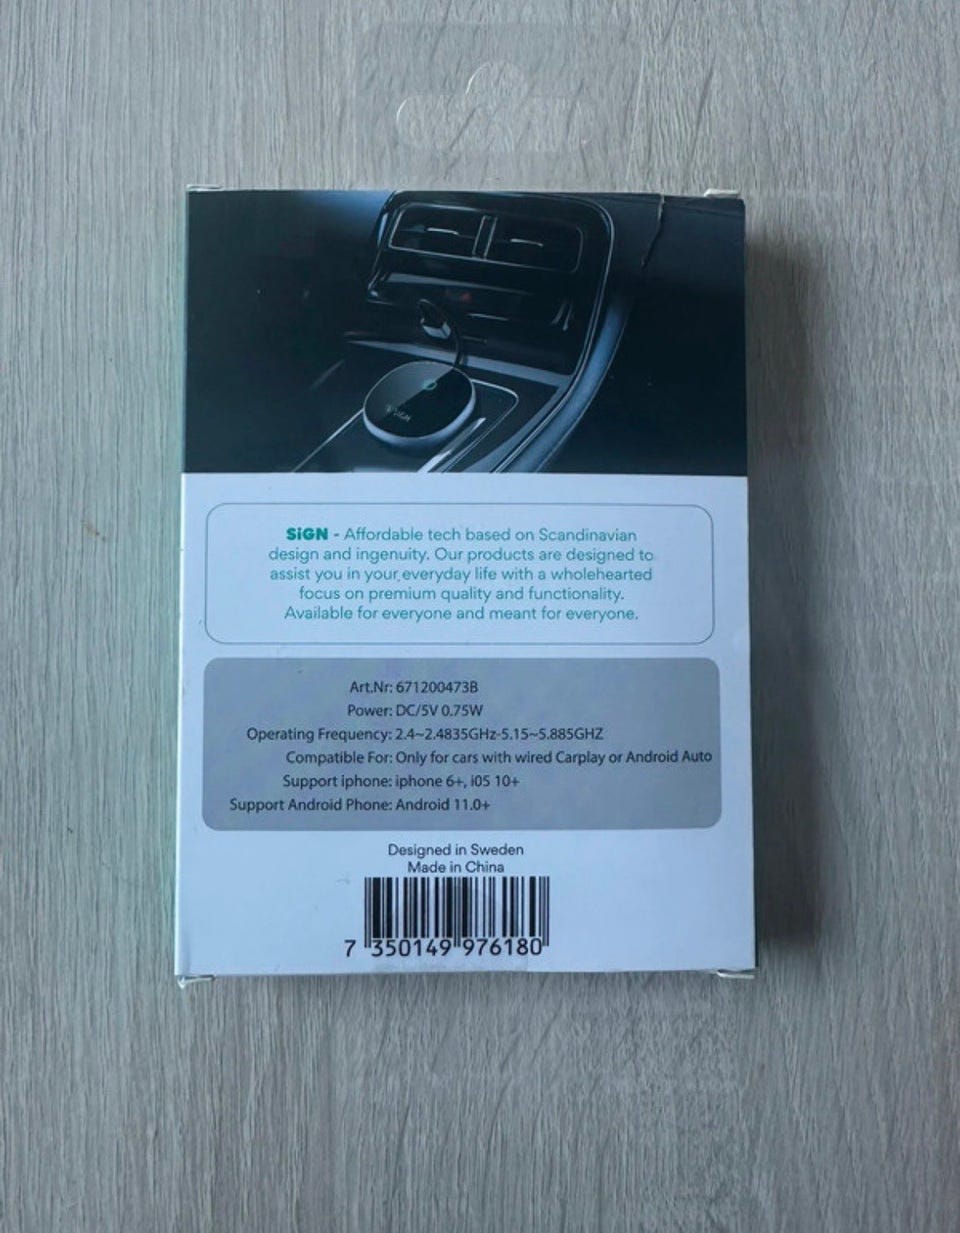 SiGN
SiGN - Affordable tech based on Scandinavian
design and ingenuity. Our products are designed to
assist you in your everyday life with a wholehearted
focus on premium quality and functionality.
Available for everyone and meant for everyone.
Art.Nr: 671200473B
Power: DC/5V 0.75W
Operating Frequency: 2.4~2.4835GHz-5.15~5.885GHZ
Compatible For: Only for cars with wired Carplay or Android Auto
Support iphone: iphone 6+, iOS 10+
Support Android Phone: Android 11.0+
Designed in Sweden
Made in China
7 350149 976180